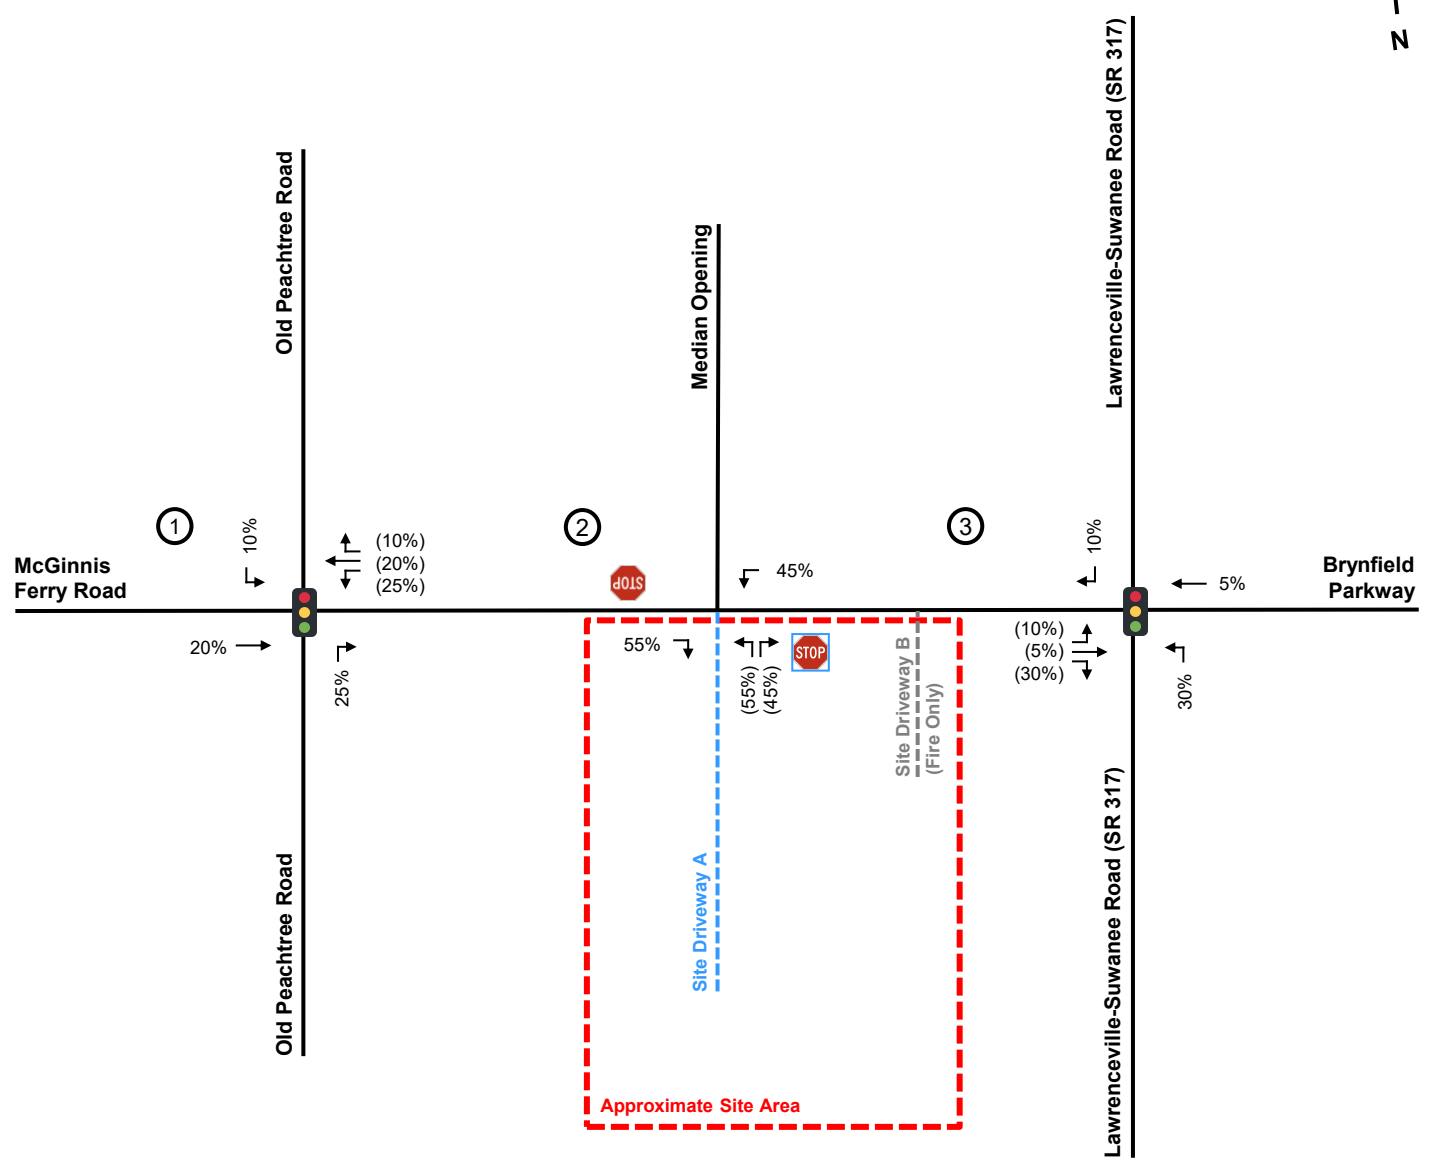 N
Lawrenceville-Suwanee Road (SR 317)
Old Peachtree Road
Median Opening
1
2
3
10%
(10%)
(20%)
(25%)
10%
McGinnis
Ferry Road
STOP
45%
5%
Brynfield
Parkway
20%
25%
55%
(55%)
(45%)
STOP
Site Driveway B
(Fire Only)
(10%)
(5%)
(30%)
30%
Site Driveway A
Old Peachtree Road
Lawrenceville-Suwanee Road (SR 317)
Approximate Site Area